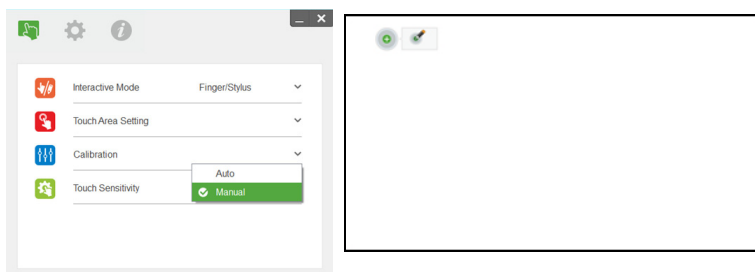 Interactive Mode Finger/Stylus
Touch Area Setting
Calibration
Auto
Touch Sensitivity Manual